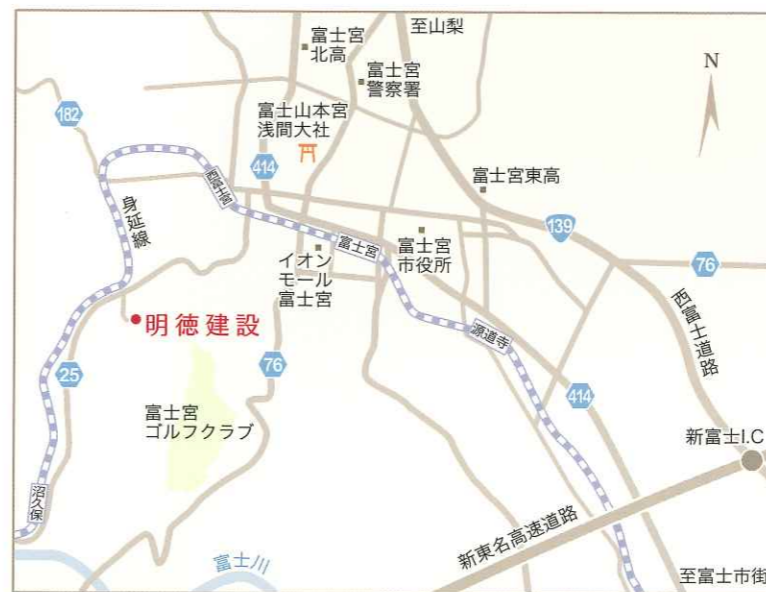 至山梨
富士宮
北高
富士宮
警察署
N
182
富士山本宮
浅間大社
414
富士宮東高
西富士宮
身延線
139
富士宮
富士宮
市役所
イオン
モール
富士宮
76
西富士道路
明徳建設
源道寺
25
76
414
富士宮
ゴルフクラブ
新富士I.C
沼久保
新東名高速道路
富士川
至富士市街